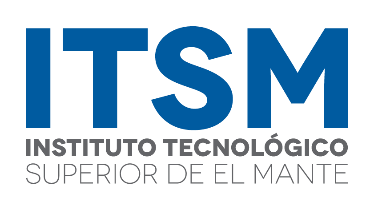 ITSM
INSTITUTO TECNOLÓGICO
SUPERIOR DE EL MANTE